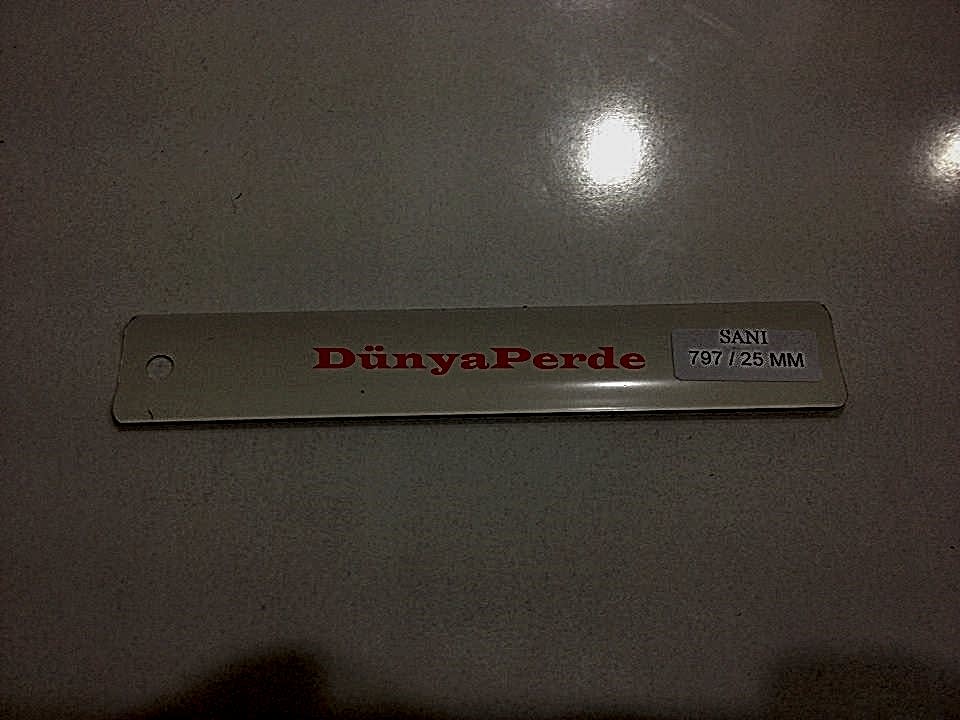 DünyaPerde
SANI
797 / 25 MM